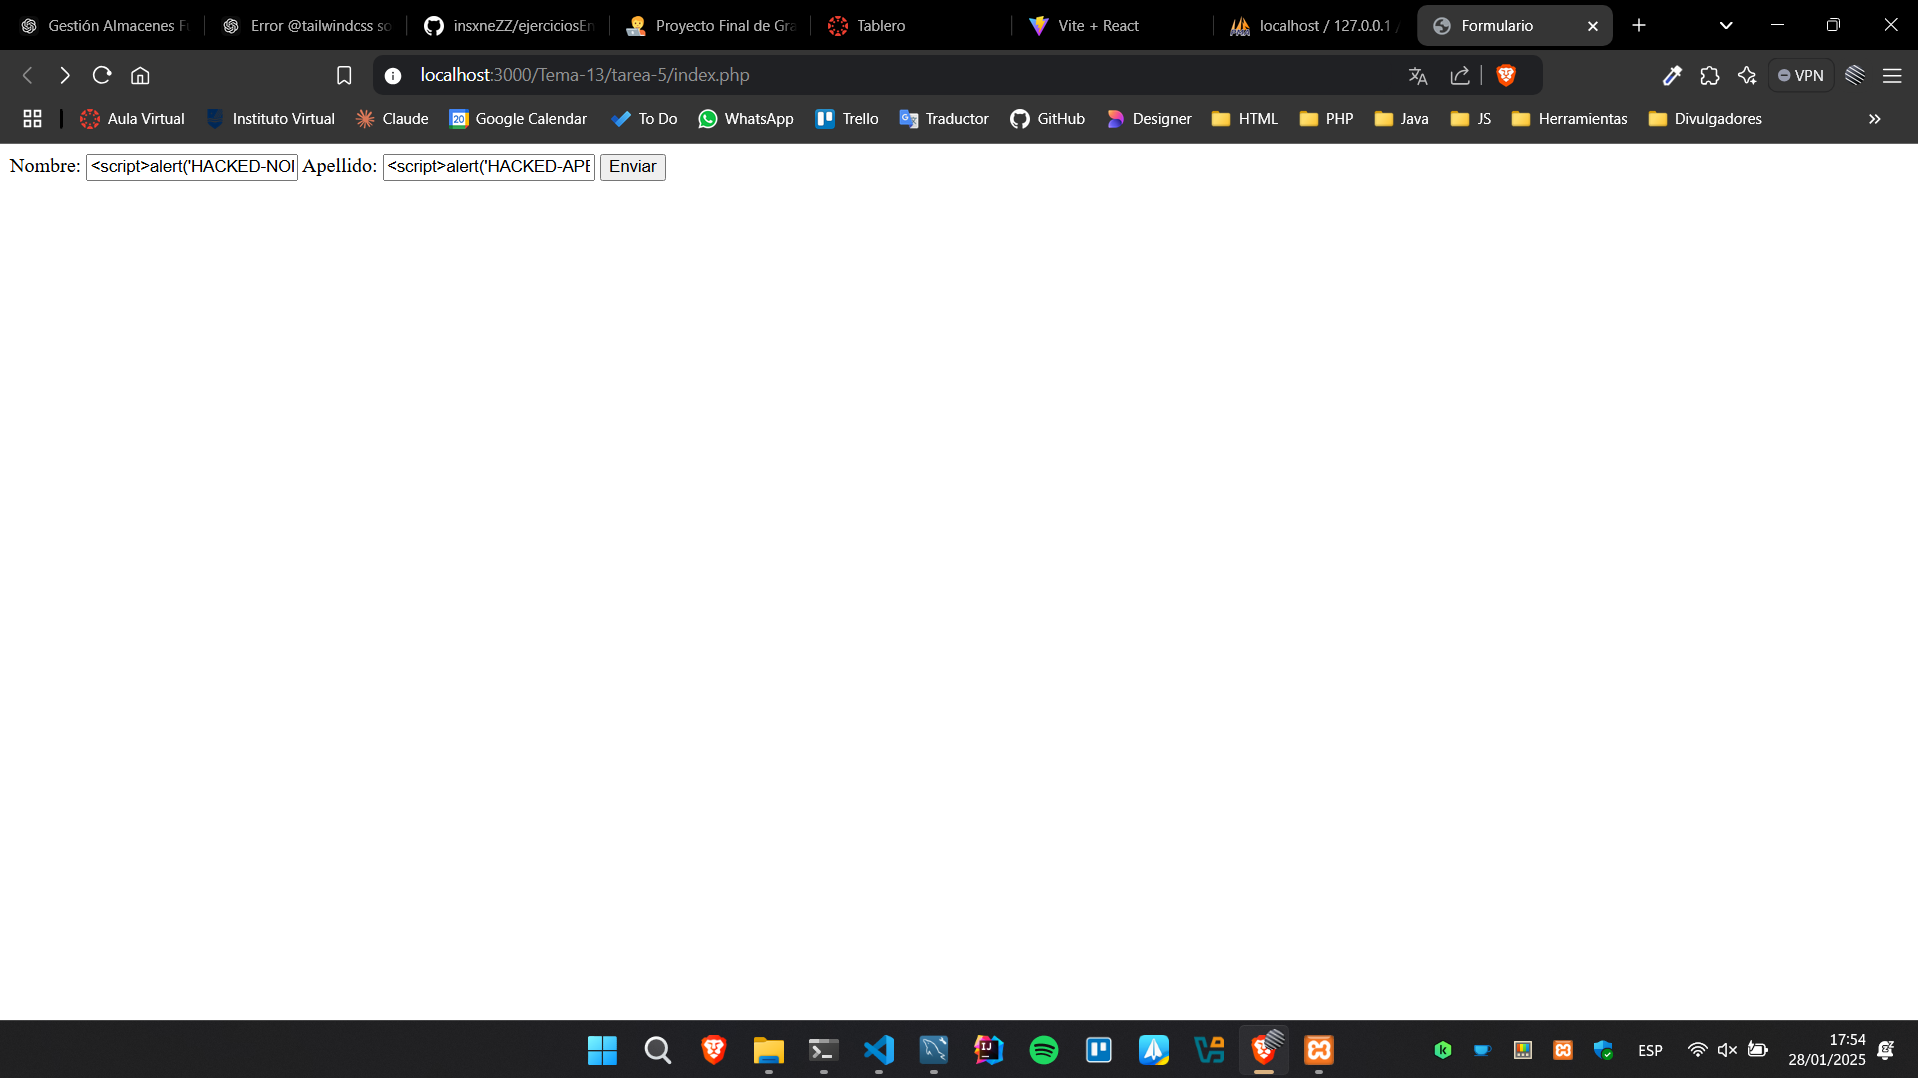 Gestión Almacenes F
Error @tailwindcss so
insxneZZ/ejerciciosEn
Proyecto Final de Gra
Tablero
Vite + React
localhost / 127.0.0.1 /
Formulario
localhost:3000/Tema-13/tarea-5/index.php
VPN
Aula Virtual
Instituto Virtual
Claude
Google Calendar
To Do
WhatsApp
Trello
Traductor
GitHub
Designer
HTML
PHP
Java
JS
Herramientas
Divulgadores
Nombre: <script>alert('HACKED-NOI Apellido: <script>alert('HACKED-APE Enviar
ESP
17:54
28/01/2025